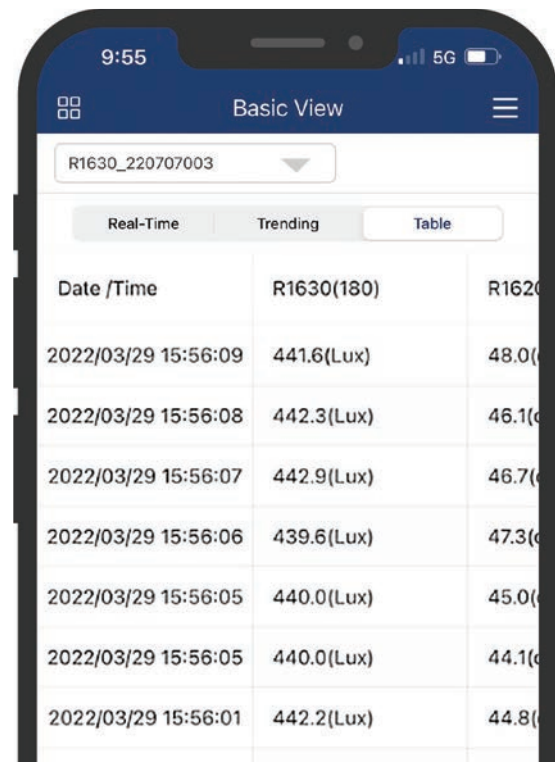 9:55 5G
Basic View
R1630_220707003
Real-Time Trending Table
Date /Time R1630(180) R1620
2022/03/29 15:56:09 441.6(Lux) 48.0(
2022/03/29 15:56:08 442.3(Lux) 46.1(
2022/03/29 15:56:07 442.9(Lux) 46.7(
2022/03/29 15:56:06 439.6(Lux) 47.3(
2022/03/29 15:56:05 440.0(Lux) 45.0(
2022/03/29 15:56:05 440.0(Lux) 44.1(
2022/03/29 15:56:01 442.2(Lux) 44.8(